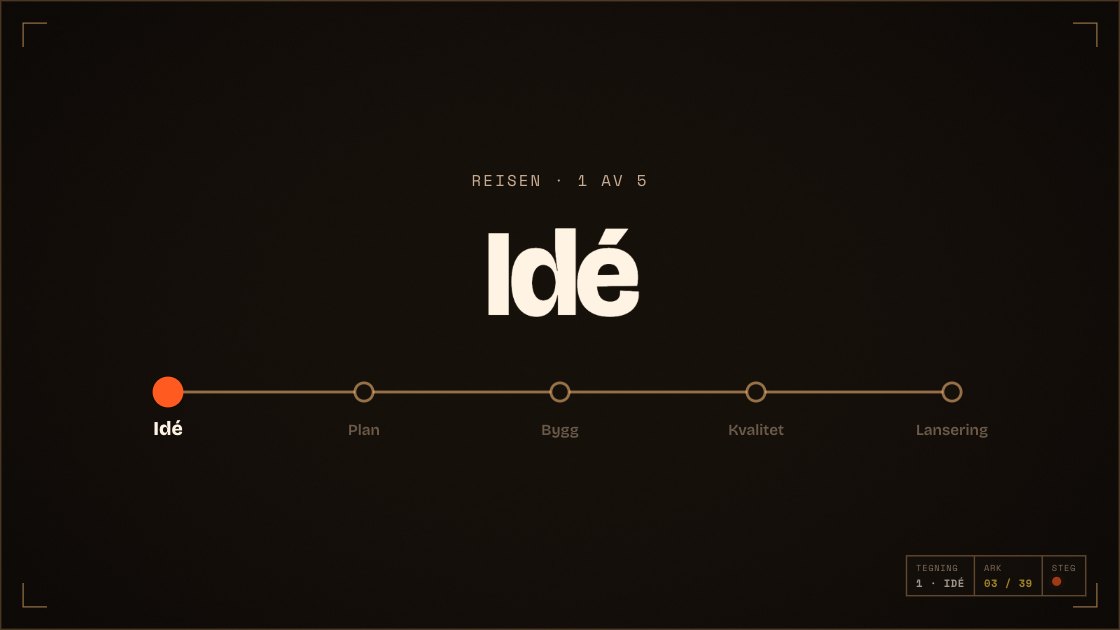 REISEN · 1 AV 5
Idé
Idé
Plan
Bygg
Kvalitet
Lansering
TEGNING
1 · IDÉ
ARK
03 / 39
STEG